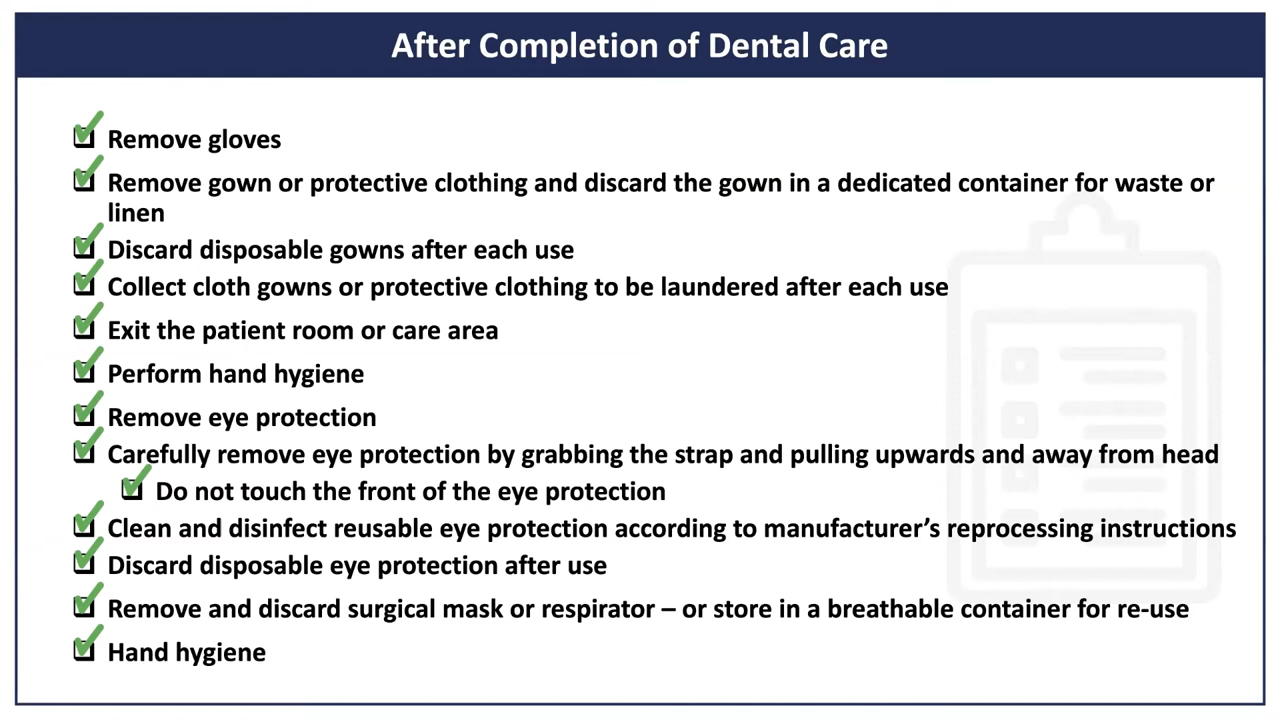 After Completion of Dental Care
Remove gloves
Remove gown or protective clothing and discard the gown in a dedicated container for waste or
linen
Discard disposable gowns after each use
Collect cloth gowns or protective clothing to be laundered after each use
Exit the patient room or care area
Perform hand hygiene
Remove eye protection
Carefully remove eye protection by grabbing the strap and pulling upwards and away from head
Do not touch the front of the eye protection
Clean and disinfect reusable eye protection according to manufacturer’s reprocessing instructions
Discard disposable eye protection after use
Remove and discard surgical mask or respirator – or store in a breathable container for re-use
Hand hygiene